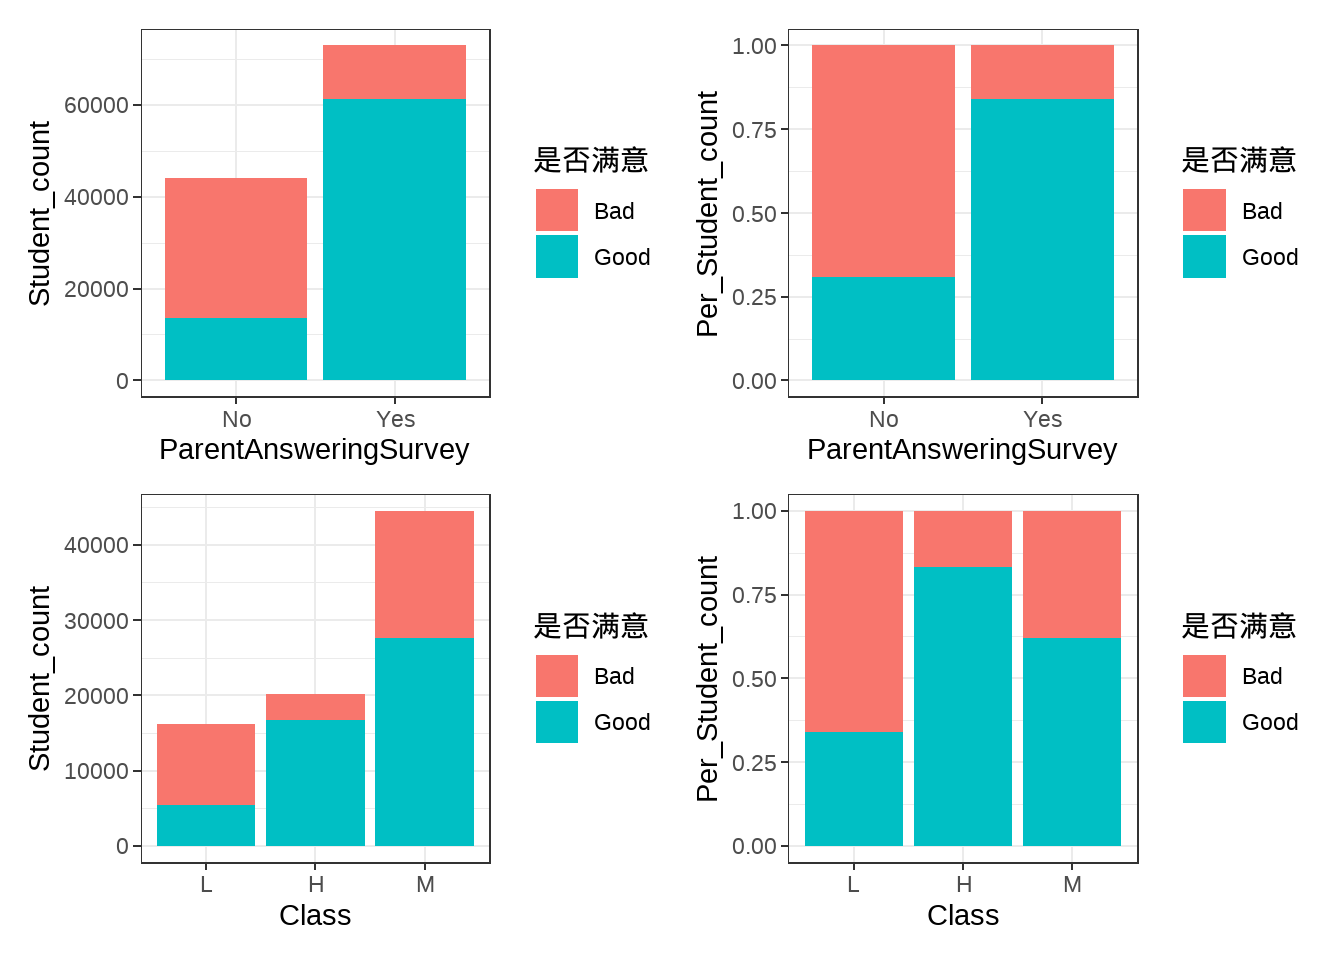 Student_count
60000
40000
20000
0
No Yes
ParentAnsweringSurvey
是否满意
Bad
Good
Per_Student_count
1.00
0.75
0.50
0.25
0.00
No Yes
ParentAnsweringSurvey
是否满意
Bad
Good
Student_count
40000
30000
20000
10000
0
L H M
Class
是否满意
Bad
Good
Per_Student_count
1.00
0.75
0.50
0.25
0.00
L H M
Class
是否满意
Bad
Good